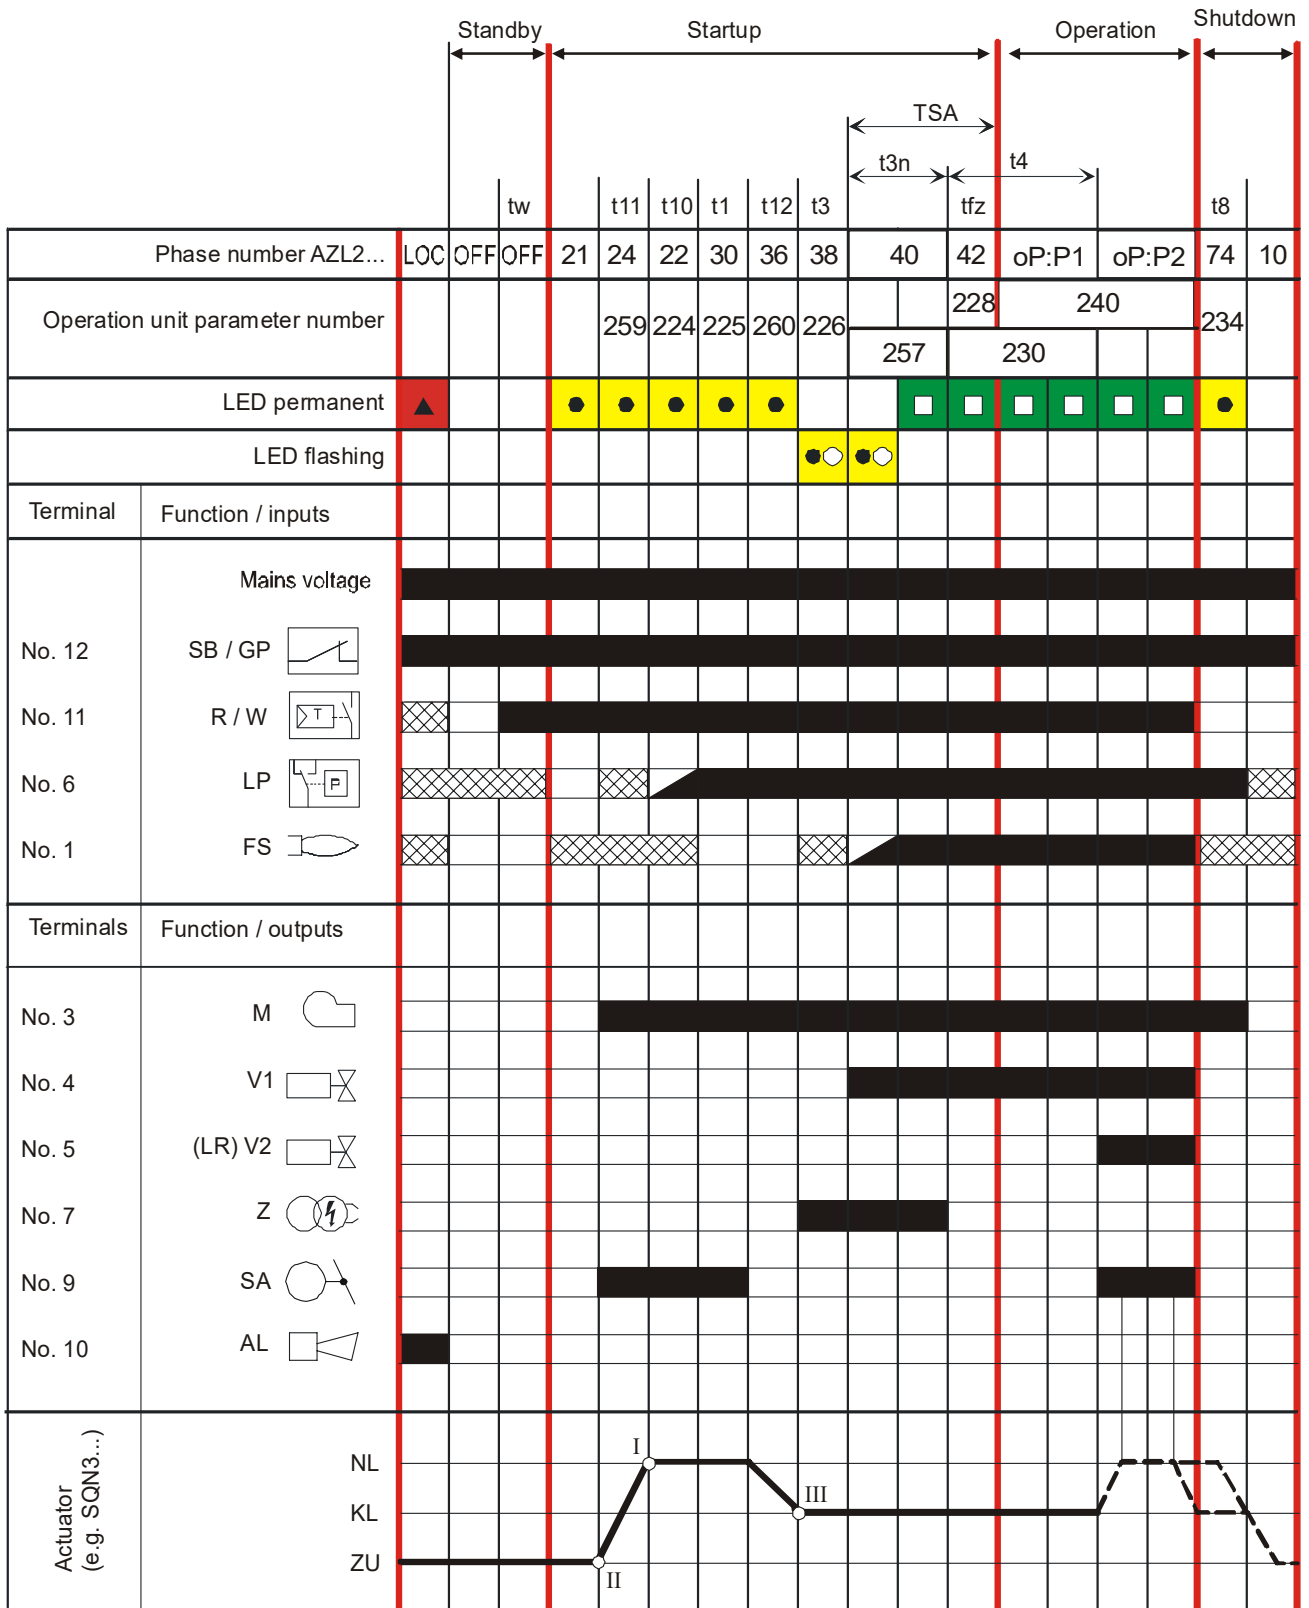 Standby Startup Operation Shutdown
TSA
t3n t4
tw t11 t10 t1 t12 t3 tfz t8
Phase number AZL2... LOC OFF OFF 21 24 22 30 36 38 40 42 oP:P1 oP:P2 74 10
228 240
Operation unit parameter number 259 224 225 260 226 234
257 230
LED permanent
LED flashing
Terminal Function / inputs
Mains voltage
No. 12 SB / GP
No. 11 R / W T
No. 6 LP P
No. 1 FS
Terminals Function / outputs
No. 3 M
No. 4 V1
No. 5 (LR) V2
No. 7 Z
No. 9 SA
No. 10 AL
Actuator
(e.g. SQN3...)
NL I
KL III
ZU II